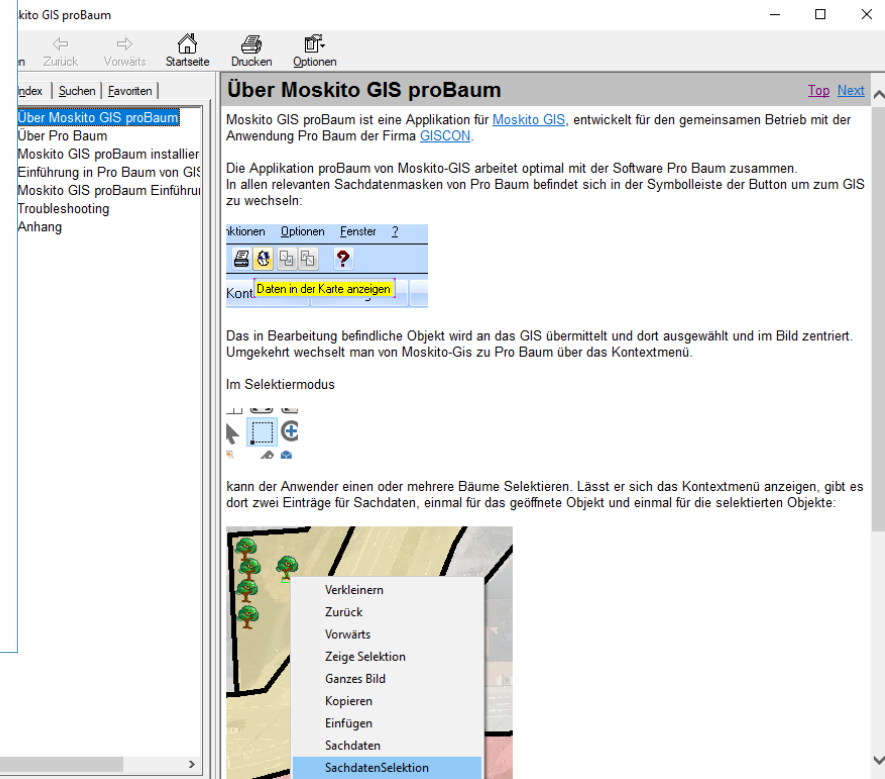 kito GIS proBaum
Zurück Vorwärts Startseite Drucken Optionen
ndex Suchen Favoriten
Über Moskito GIS proBaum
Über Pro Baum
Moskito GIS proBaum installier
Einführung in Pro Baum von GIS
Moskito GIS proBaum Einführu
Troubleshooting
Anhang
Über Moskito GIS proBaum Top Next
Moskito GIS proBaum ist eine Applikation für Moskito GIS, entwickelt für den gemeinsamen Betrieb mit der
Anwendung Pro Baum der Firma GISCON.
Die Applikation proBaum von Moskito-GIS arbeitet optimal mit der Software Pro Baum zusammen.
In allen relevanten Sachdatenmasken von Pro Baum befindet sich in der Symbolleiste der Button um zum GIS
zu wechseln:
nktionen Optionen Fenster ?
Kont
Daten in der Karte anzeigen
Das in Bearbeitung befindliche Objekt wird an das GIS übermittelt und dort ausgewählt und im Bild zentriert.
Umgekehrt wechselt man von Moskito-Gis zu Pro Baum über das Kontextmenü.
Im Selektiermodus
kann der Anwender einen oder mehrere Bäume Selektieren. Lässt er sich das Kontextmenü anzeigen, gibt es
dort zwei Einträge für Sachdaten, einmal für das geöffnete Objekt und einmal für die selektierten Objekte:
Verkleinern
Zurück
Vorwärts
Zeige Selektion
Ganzes Bild
Kopieren
Einfügen
Sachdaten
SachdatenSelektion